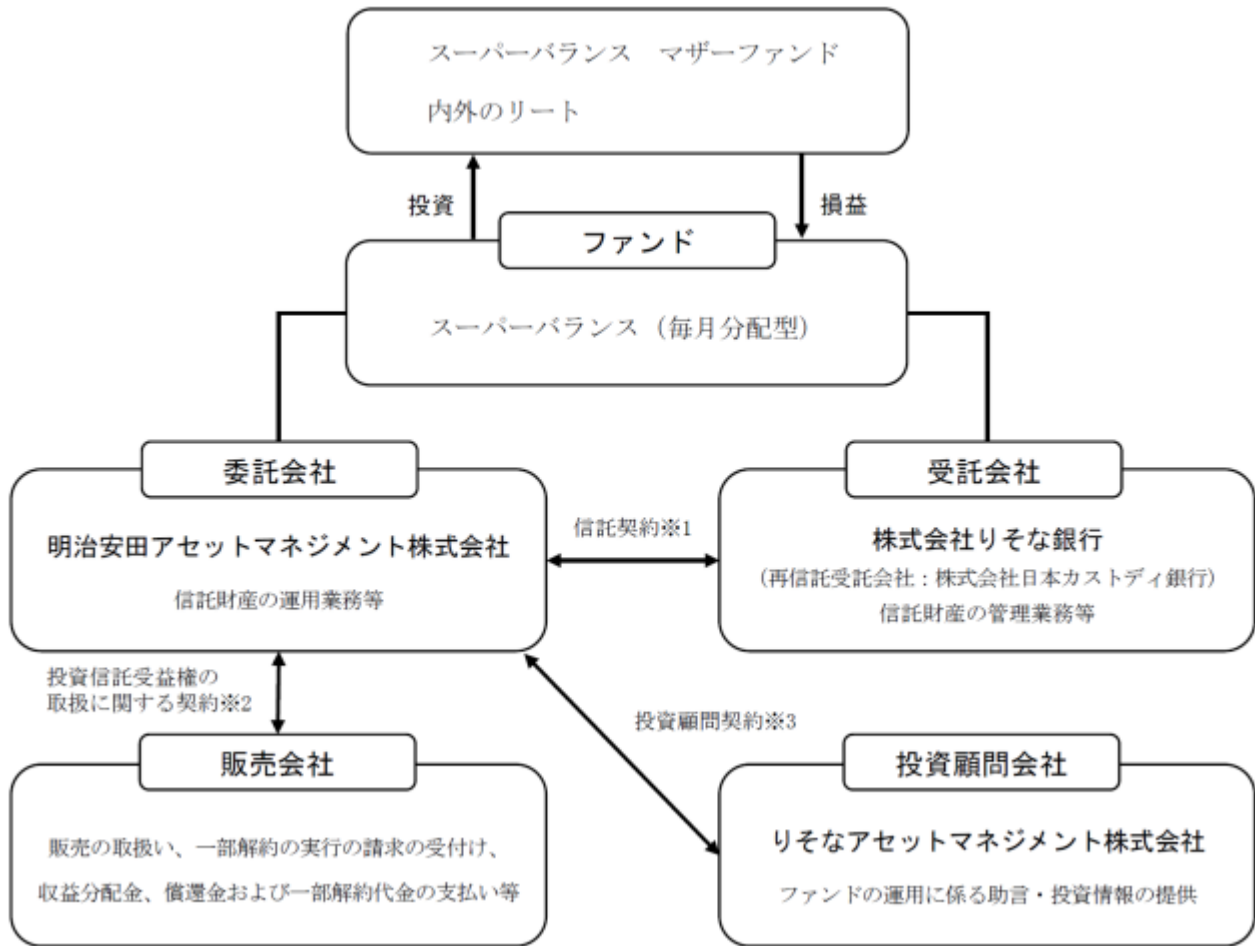 スーパーバランス　マザーファンド
内外のリート
投資
損益
ファンド
スーパーバランス（毎月分配型）
委託会社
明治安田アセットマネジメント株式会社
信託財産の運用業務等
信託契約※1
受託会社
株式会社りそな銀行
（再信託受託会社：株式会社日本カストディ銀行）
信託財産の管理業務等
投資信託受益権の
取扱に関する契約※2
投資顧問契約※3
販売会社
販売の取扱い、一部解約の実行の請求の受付け、
収益分配金、償還金および一部解約代金の支払い等
投資顧問会社
りそなアセットマネジメント株式会社
ファンドの運用に係る助言・投資情報の提供